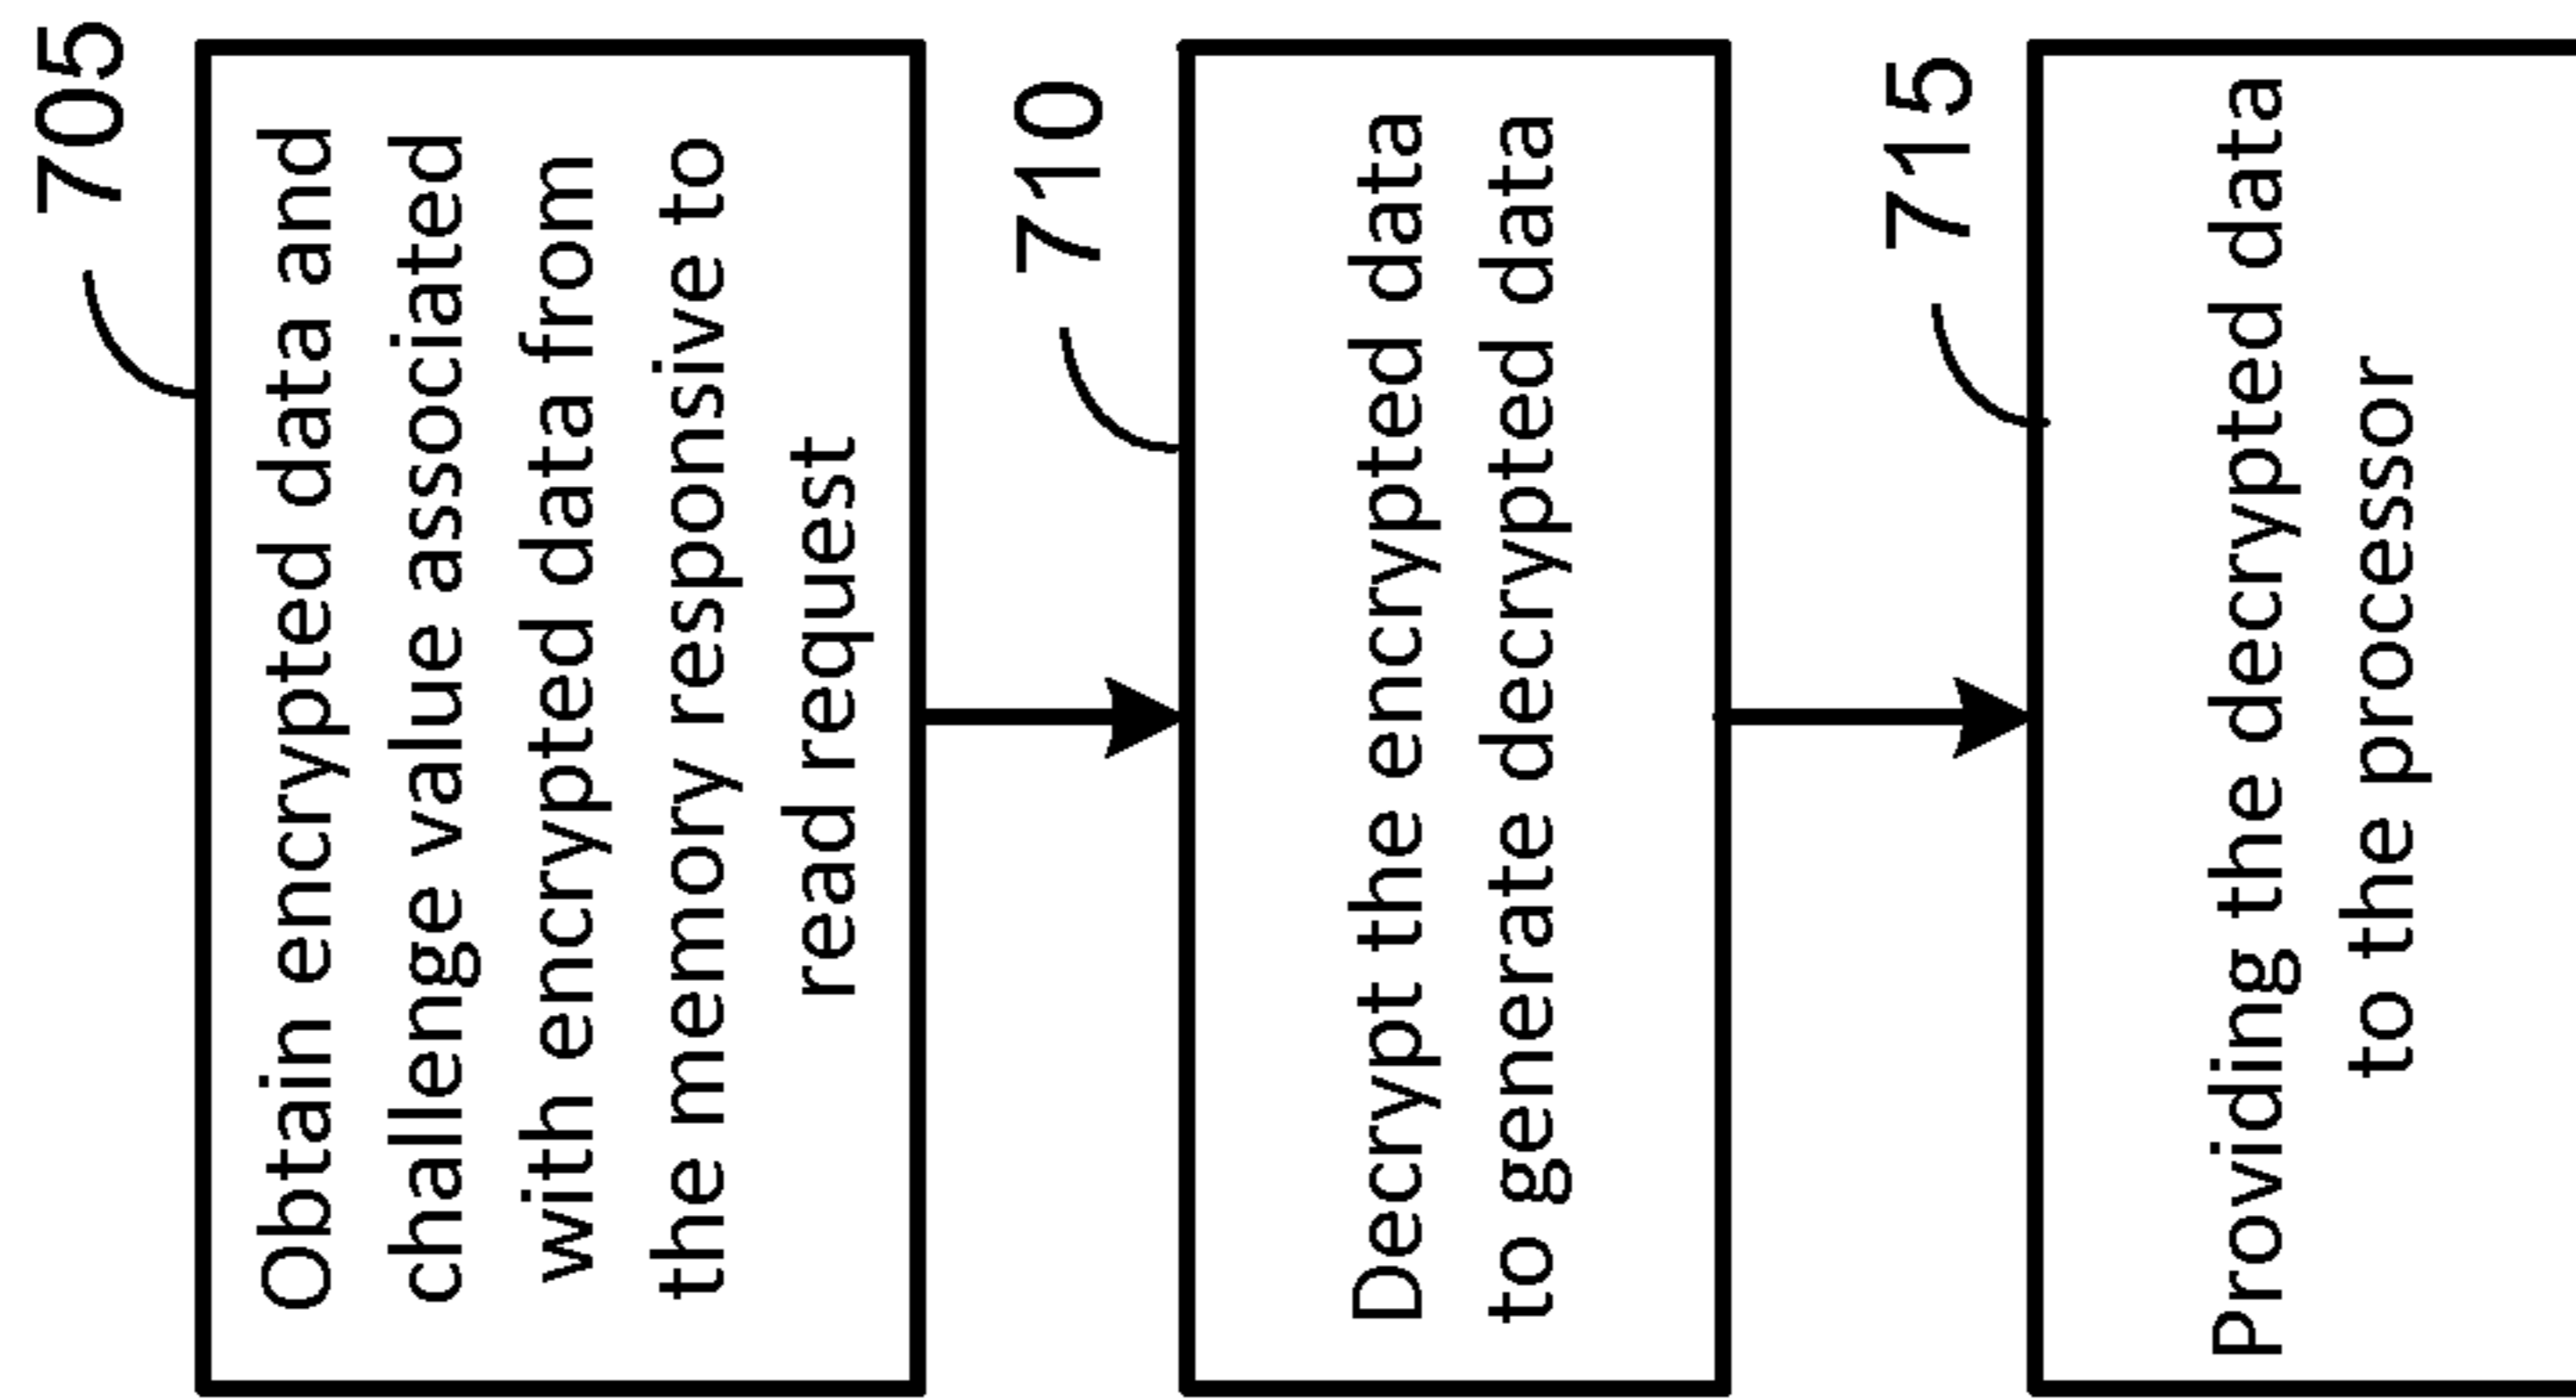 705
Obtain encrypted data and
challenge value associated
with encrypted data from
the memory responsive to
read request
710
Decrypt the encrypted data
to generate decrypted data
715
Providing the decrypted data
to the processor